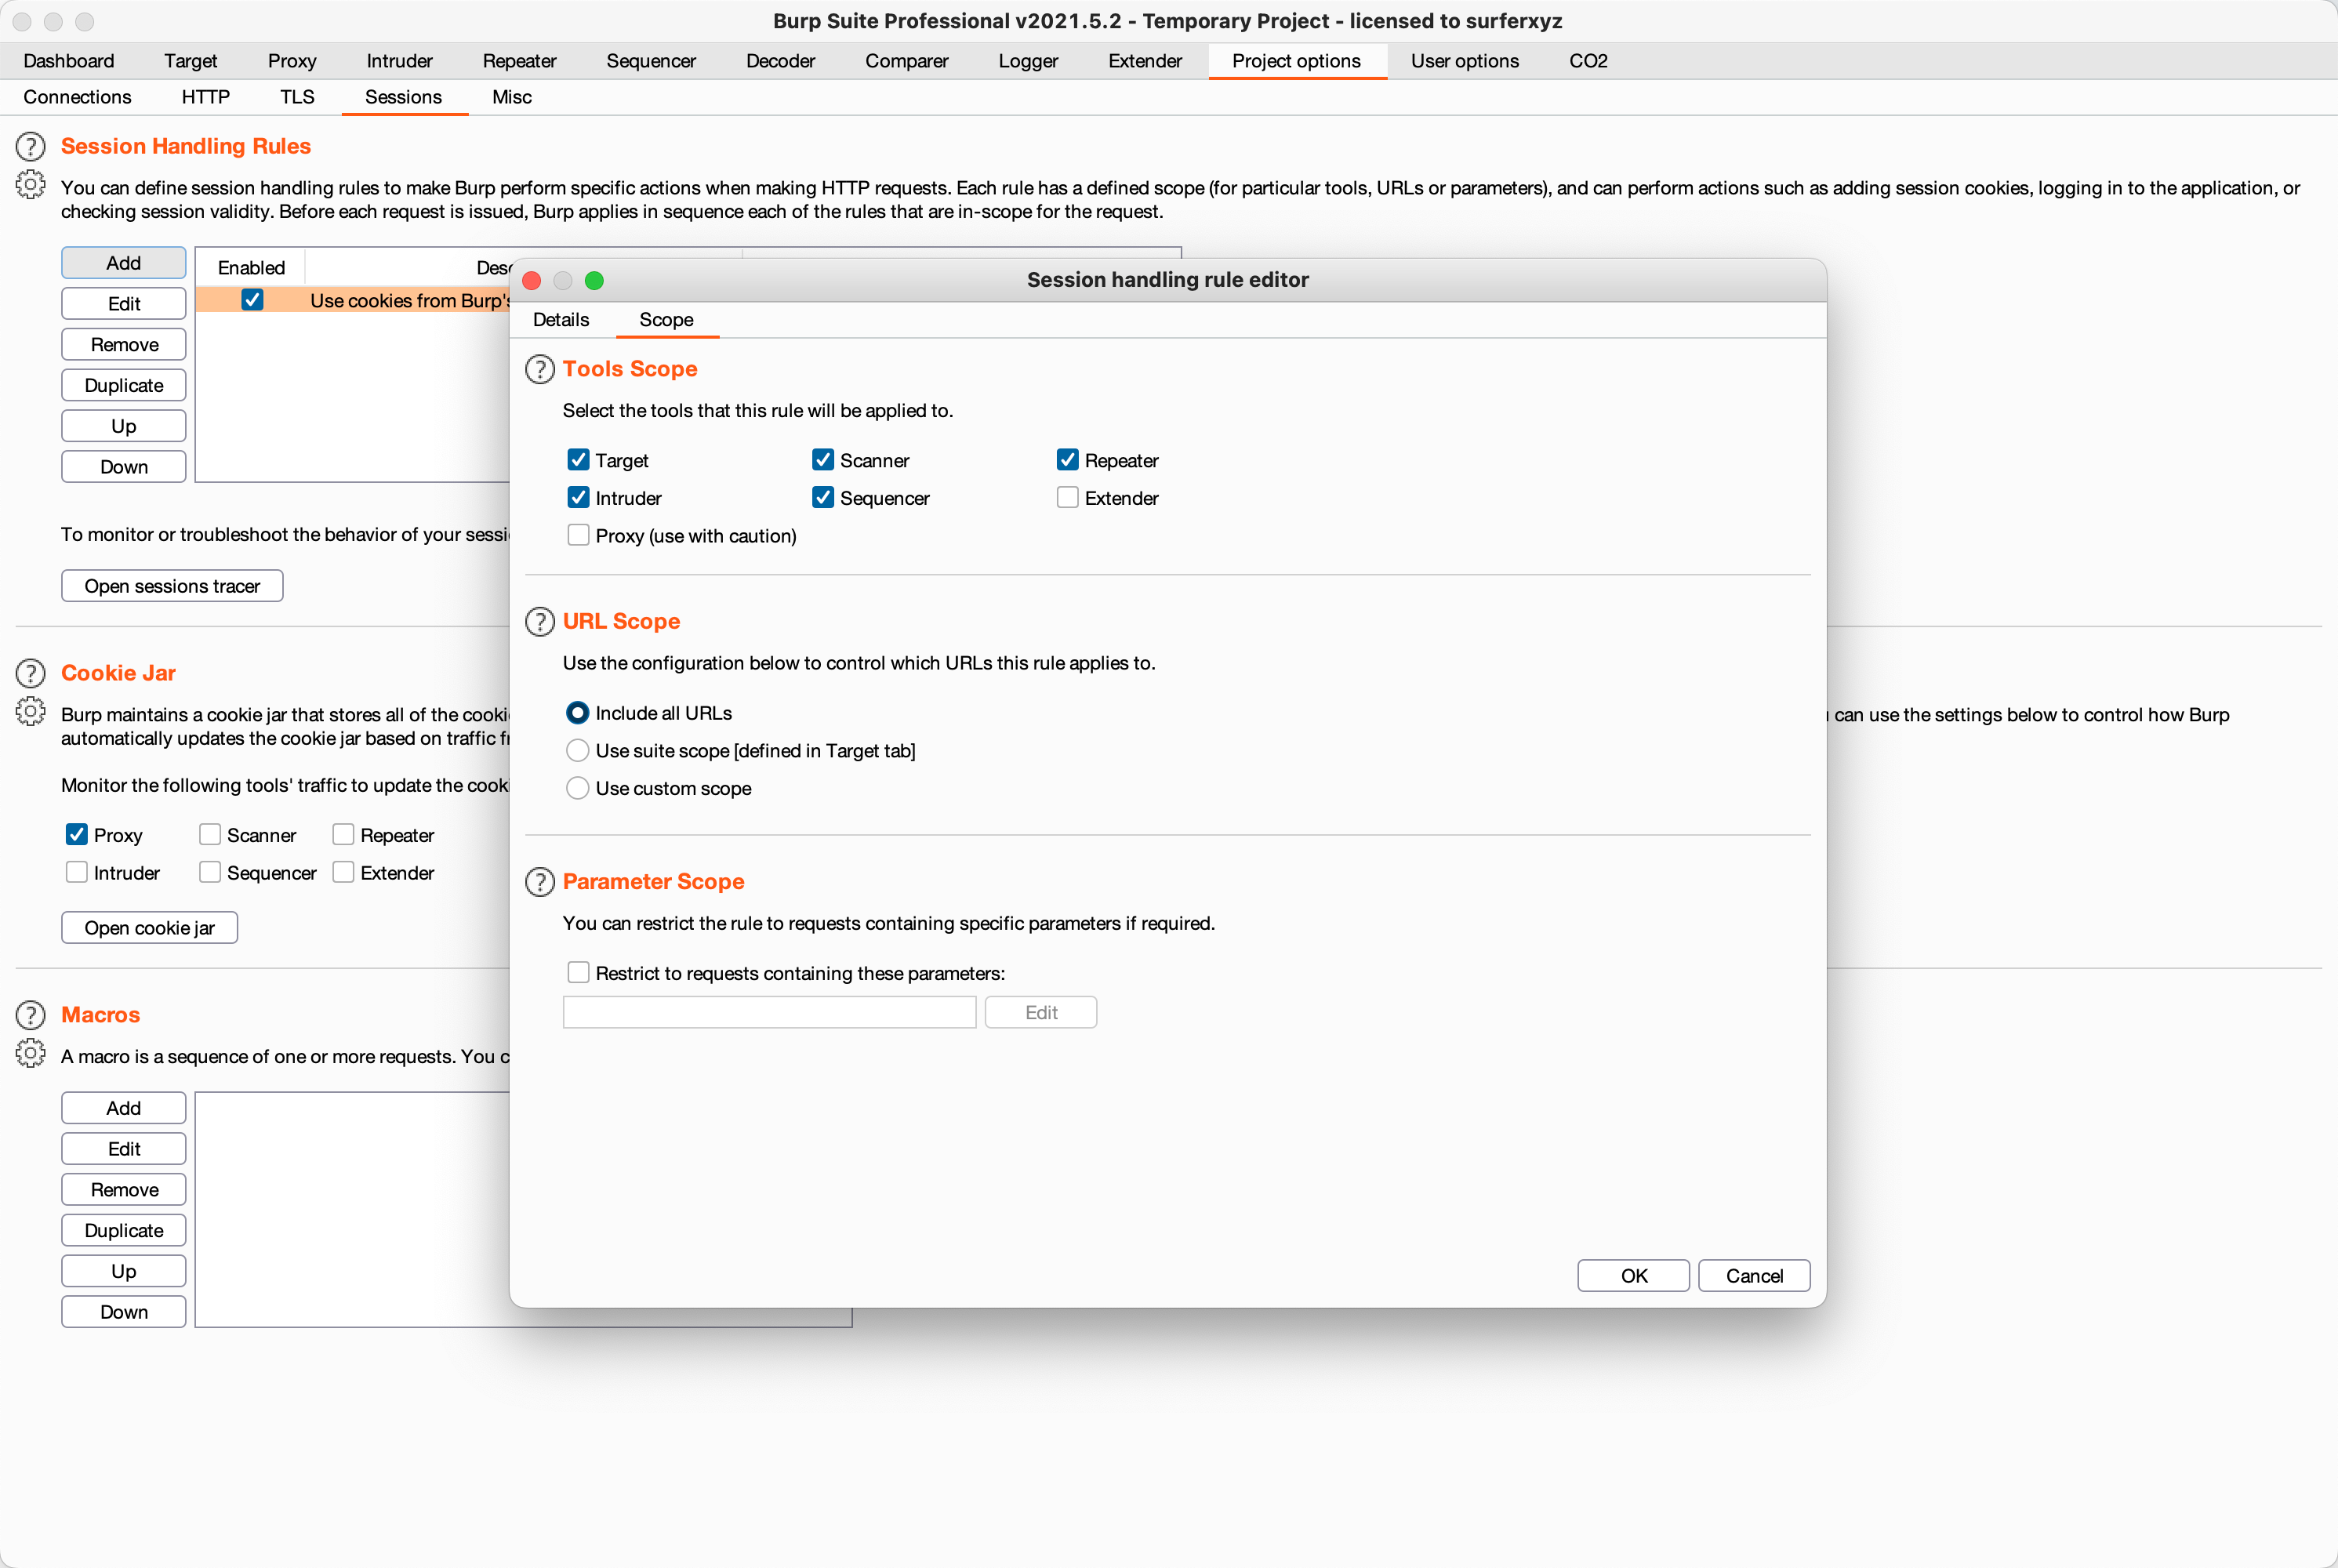 Burp Suite Professional v2021.5.2 - Temporary Project - licensed to surferxyz
Dashboard Target Proxy Intruder Repeater Sequencer Decoder Comparer Logger Extender Project options User options CO2
Connections HTTP TLS Sessions Misc
? Session Handling Rules
You can define session handling rules to make Burp perform specific actions when making HTTP requests. Each rule has a defined scope (for particular tools, URLs or parameters), and can perform actions such as adding session cookies, logging in to the application, or
checking session validity. Before each request is issued, Burp applies in sequence each of the rules that are in-scope for the request.
Add
Edit
Remove
Duplicate
Up
Down
Enabled
Use cookies from Burp's
To monitor or troubleshoot the behavior of your
Open sessions tracer
? Cookie Jar
Burp maintains a cookie jar that stores all of the
can use the settings below to control how Burp
automatically updates the cookie jar based on traffic
Monitor the following tools' traffic to update the
Proxy Scanner Repeater
Intruder Sequencer Extender
Open cookie jar
? Macros
A macro is a sequence of one or more requests. You
Add
Edit
Remove
Duplicate
Up
Down
Session handling rule editor
Details Scope
? Tools Scope
Select the tools that this rule will be applied to.
Target Scanner Repeater
Intruder Sequencer Extender
Proxy (use with caution)
? URL Scope
Use the configuration below to control which URLs this rule applies to.
Include all URLs
Use suite scope [defined in Target tab]
Use custom scope
? Parameter Scope
You can restrict the rule to requests containing specific parameters if required.
Restrict to requests containing these parameters:
Edit
OK Cancel